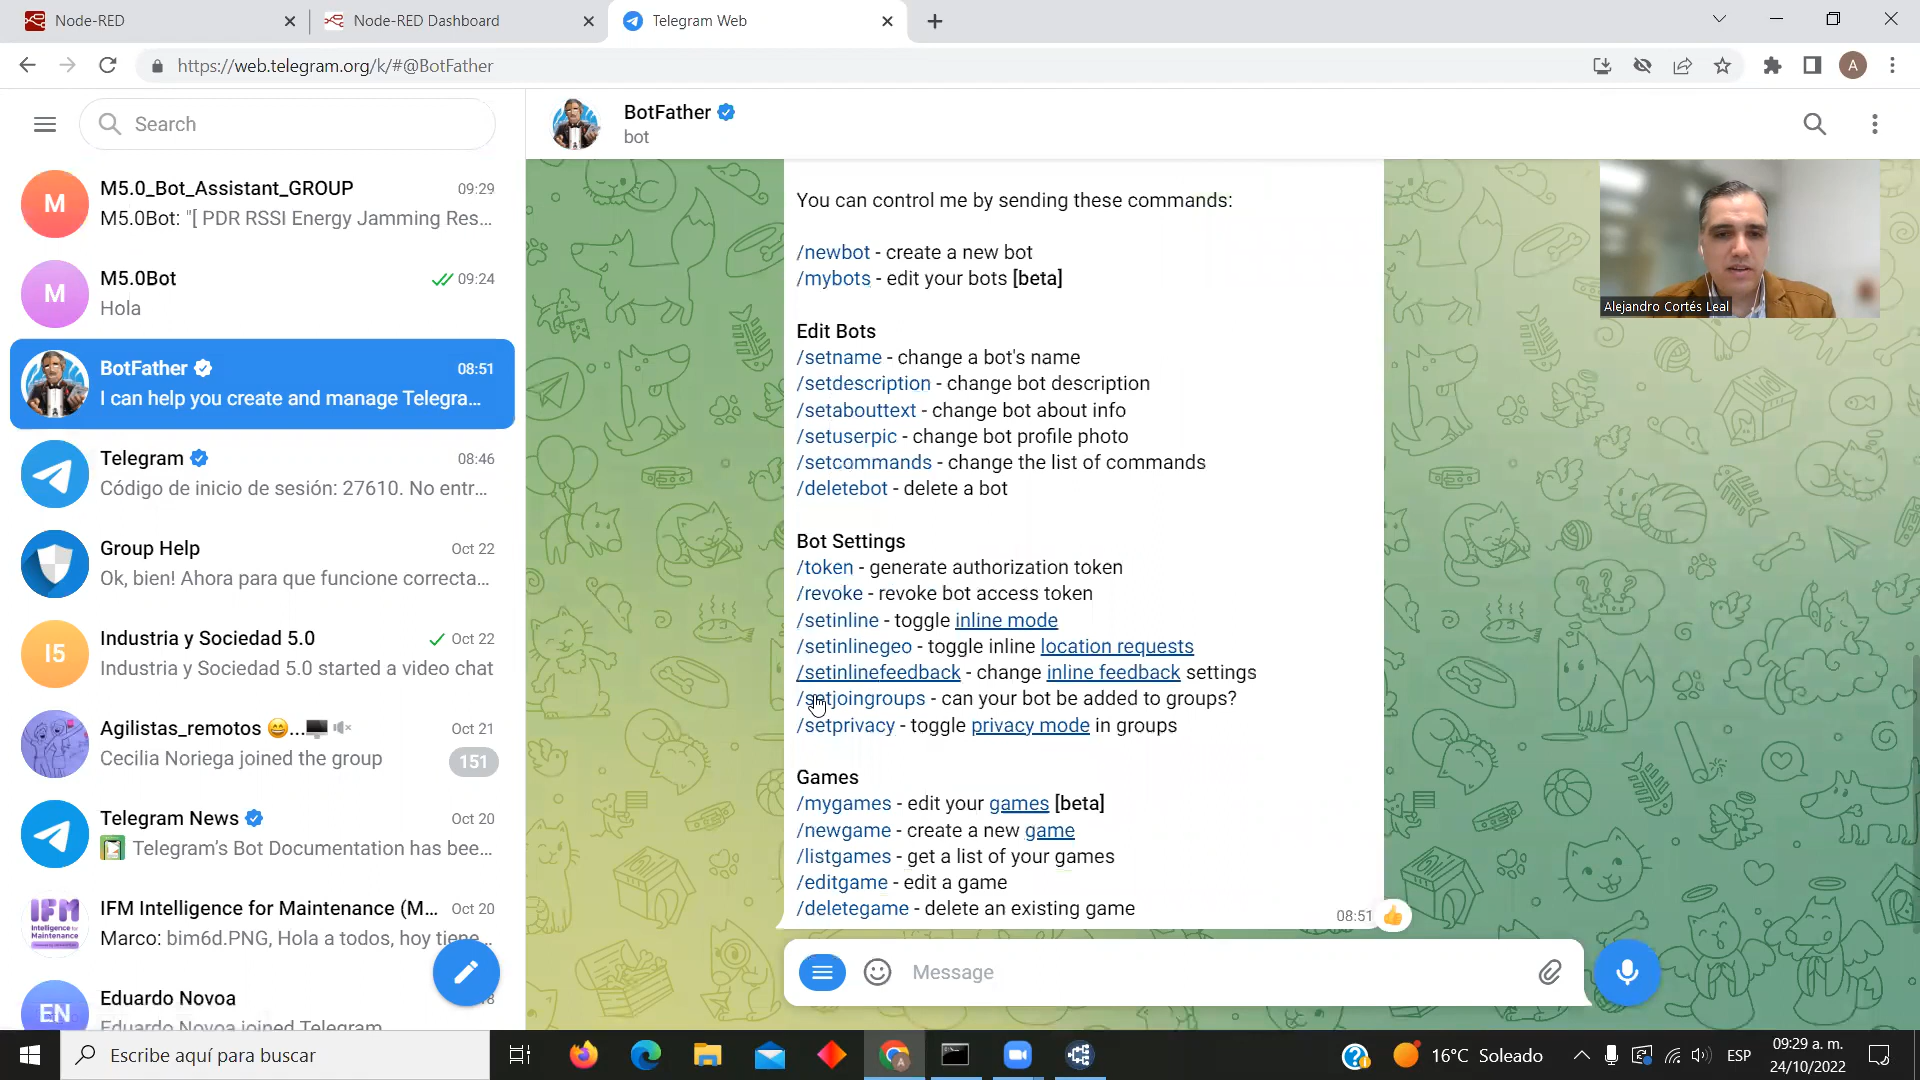 Node-RED
Node-RED Dashboard
Telegram Web
https://web.telegram.org/k/#@BotFather
A
Search
M
M5.0_Bot_Assistant_GROUP
09:29
M5.0Bot: "[ PDR RSSI Energy Jamming Res...
M
M5.0Bot
09:24
Hola
BotFather
08:51
I can help you create and manage Telegra...
Telegram
08:46
Código de inicio de sesión: 27610. No entr...
Group Help
Oct 22
Ok, bien! Ahora para que funcione correcta...
I5
Industria y Sociedad 5.0
Oct 22
Industria y Sociedad 5.0 started a video chat
Agilistas_remotos 😄...🖥️
Oct 21
Cecilia Noriega joined the group
151
Telegram News
Oct 20
Telegram's Bot Documentation has bee...
IFM
Intelligence for
Maintenance
IFM Intelligence for Maintenance (M...
Oct 20
Marco: bim6d.PNG, Hola a todos, hoy tiene...
EN
Eduardo Novoa
8
Eduardo Novoa joined Telegram
BotFather
bot
You can control me by sending these commands:
/newbot - create a new bot
/mybots - edit your bots [beta]
Edit Bots
/setname - change a bot's name
/setdescription - change bot description
/setabouttext - change bot about info
/setuserpic - change bot profile photo
/setcommands - change the list of commands
/deletebot - delete a bot
Bot Settings
/token - generate authorization token
/revoke - revoke bot access token
/setinline - toggle inline mode
/setinlinegeo - toggle inline location requests
/setinlinefeedback - change inline feedback settings
/setjoingroups - can your bot be added to groups?
/setprivacy - toggle privacy mode in groups
Games
/mygames - edit your games [beta]
/newgame - create a new game
/listgames - get a list of your games
/editgame - edit a game
/deletegame - delete an existing game
08:51 👍
Message
Alejandro Cortés Leal
Escribe aquí para buscar
16°C Soleado
ESP
09:29 a. m.
24/10/2022